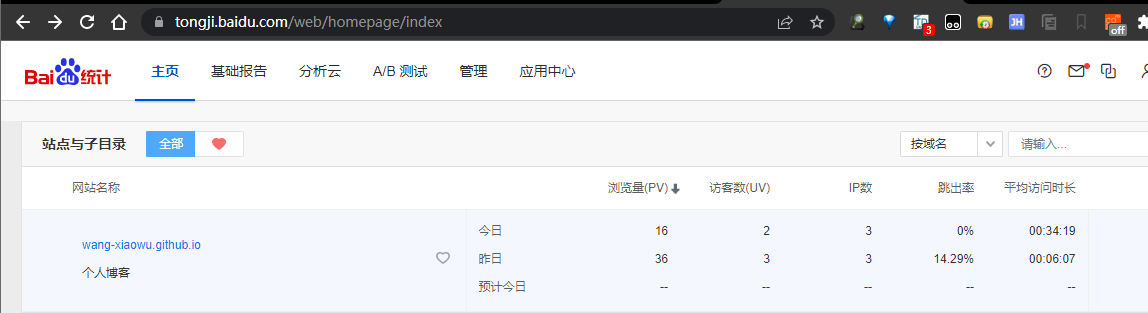 tongji.baidu.com/web/homepage/index
3
JH
off
Bai du 统计 主页 基础报告 分析云 A/B 测试 管理 应用中心
站点与子目录 全部 按域名 请输入...
网站名称 浏览量(PV) 访客数(UV) IP数 跳出率 平均访问时长
今日 16 2 3 0% 00:34:19
wang-xiaowu.github.io
昨日 36 3 3 14.29% 00:06:07
个人博客
预计今日 -- -- -- -- --